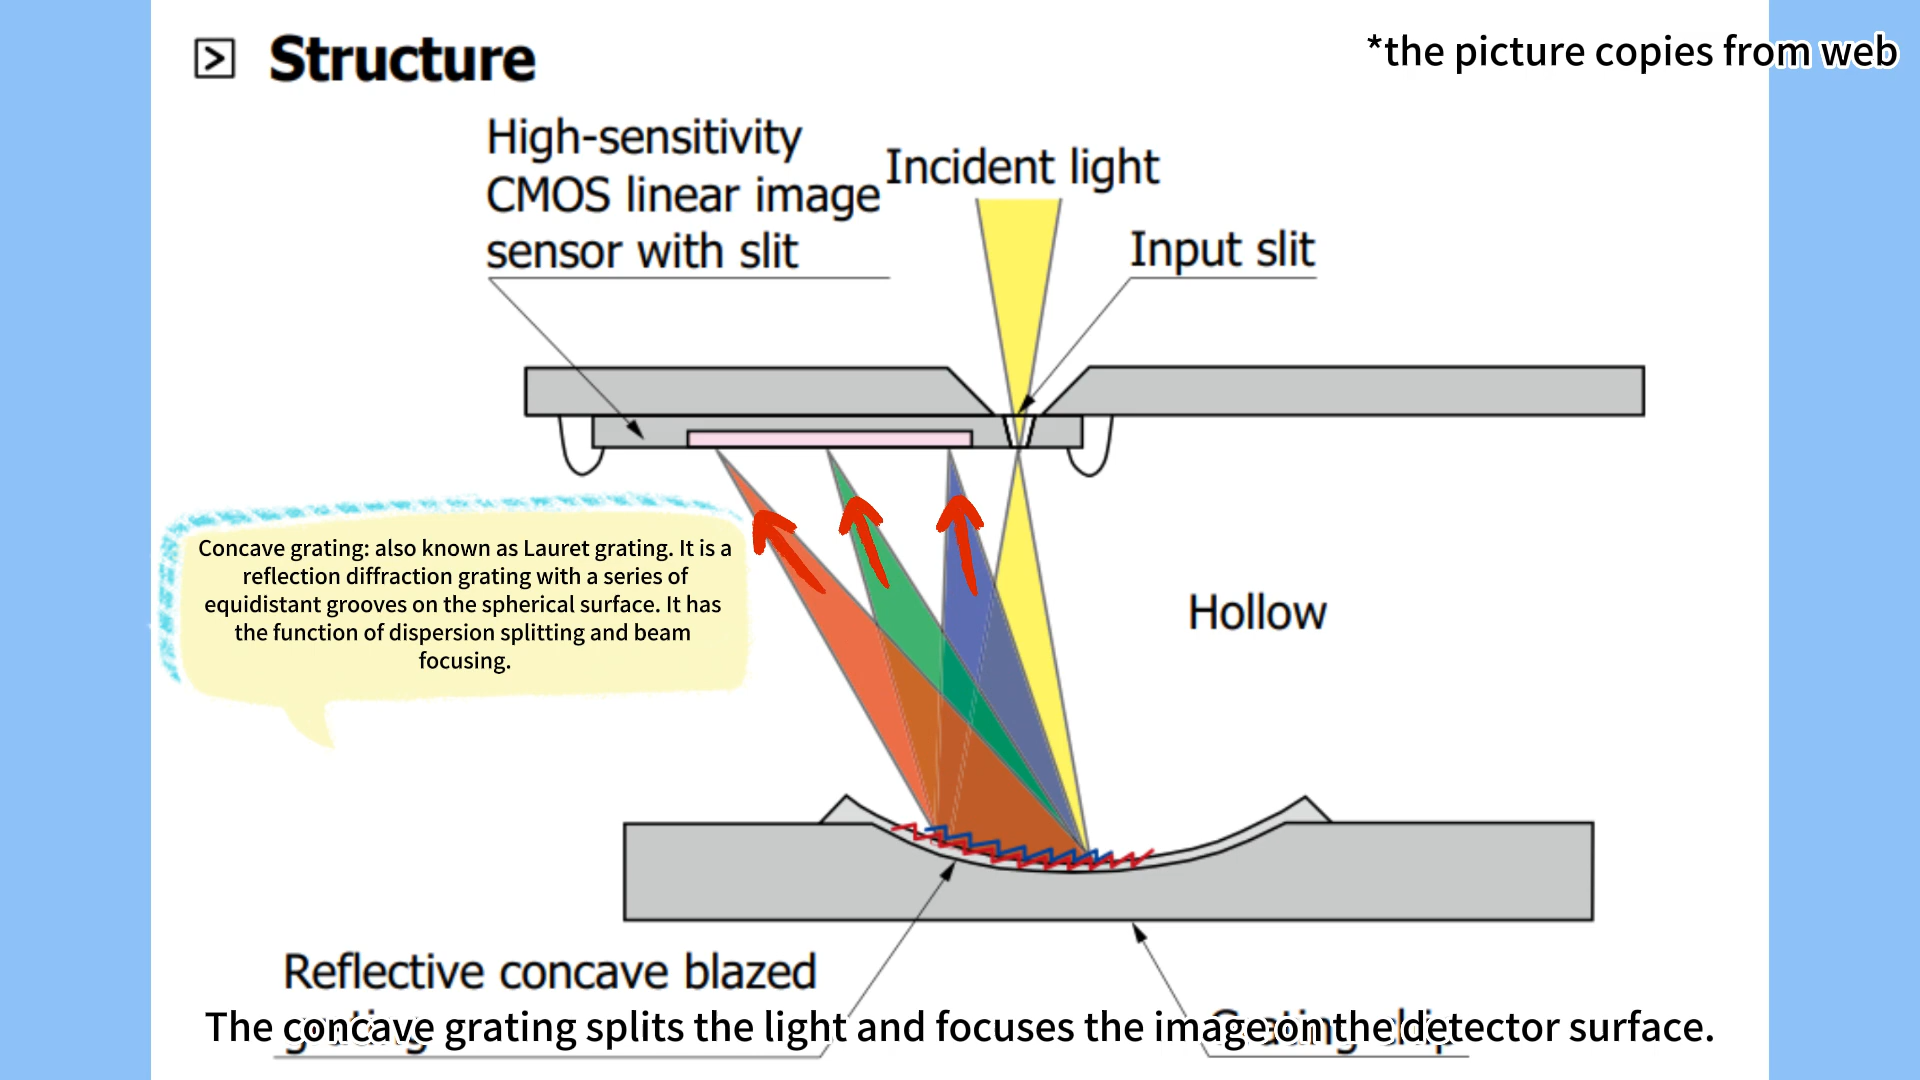 Structure
*the picture copies from web
High-sensitivity
CMOS linear image
sensor with slit
Incident light
Input slit
Concave grating: also known as Lauret grating. It is a
reflection diffraction grating with a series of
equidistant grooves on the spherical surface. It has
the function of dispersion splitting and beam
focusing.
Hollow
Reflective concave blazed
grating
Grating chip
The concave grating splits the light and focuses the image on the detector surface.